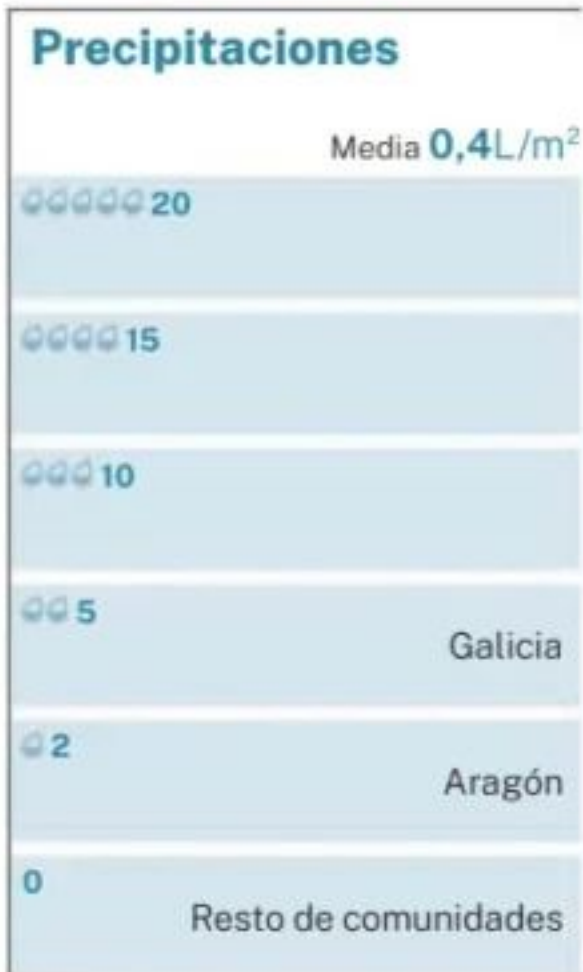 Precipitaciones
Media 0,4L/m²
20
15
10
5
Galicia
2
Aragón
0
Resto de comunidades